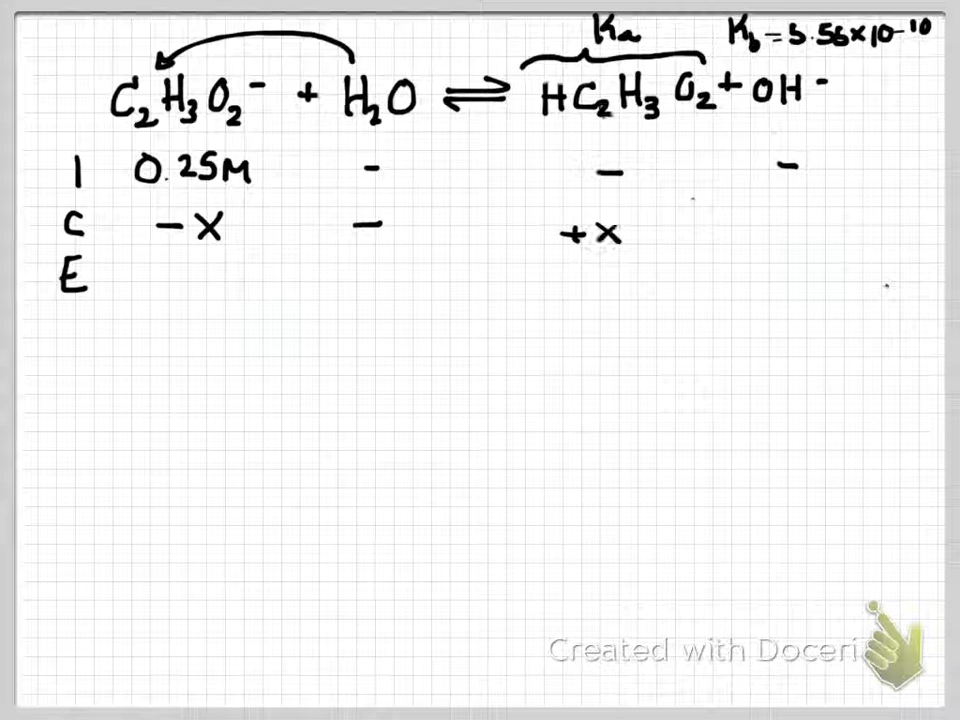 Ka Kb = 5.56×10-10
C2H3O2- + H2O ⇌ HC2H3O2 + OH-
I 0.25M - - -
C -X - +X
E
Created with Doceri